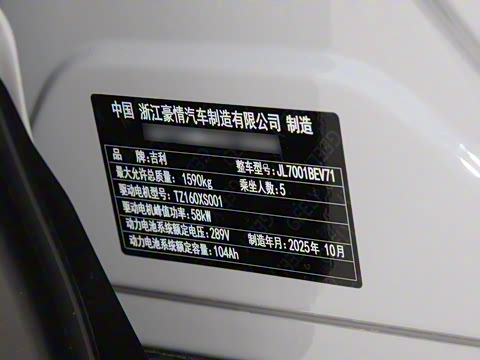 中国 浙江豪情汽车制造有限公司 制造
品 牌：吉利 整车型号：JL7001BEV71
最大允许总质量：1590kg 乘坐人数：5
驱动电机型号：TZ160XS001
驱动电机峰值功率：58kW
动力电池系统额定电压：289V 制造年月：2025年 10月
动力电池系统额定容量：104Ah